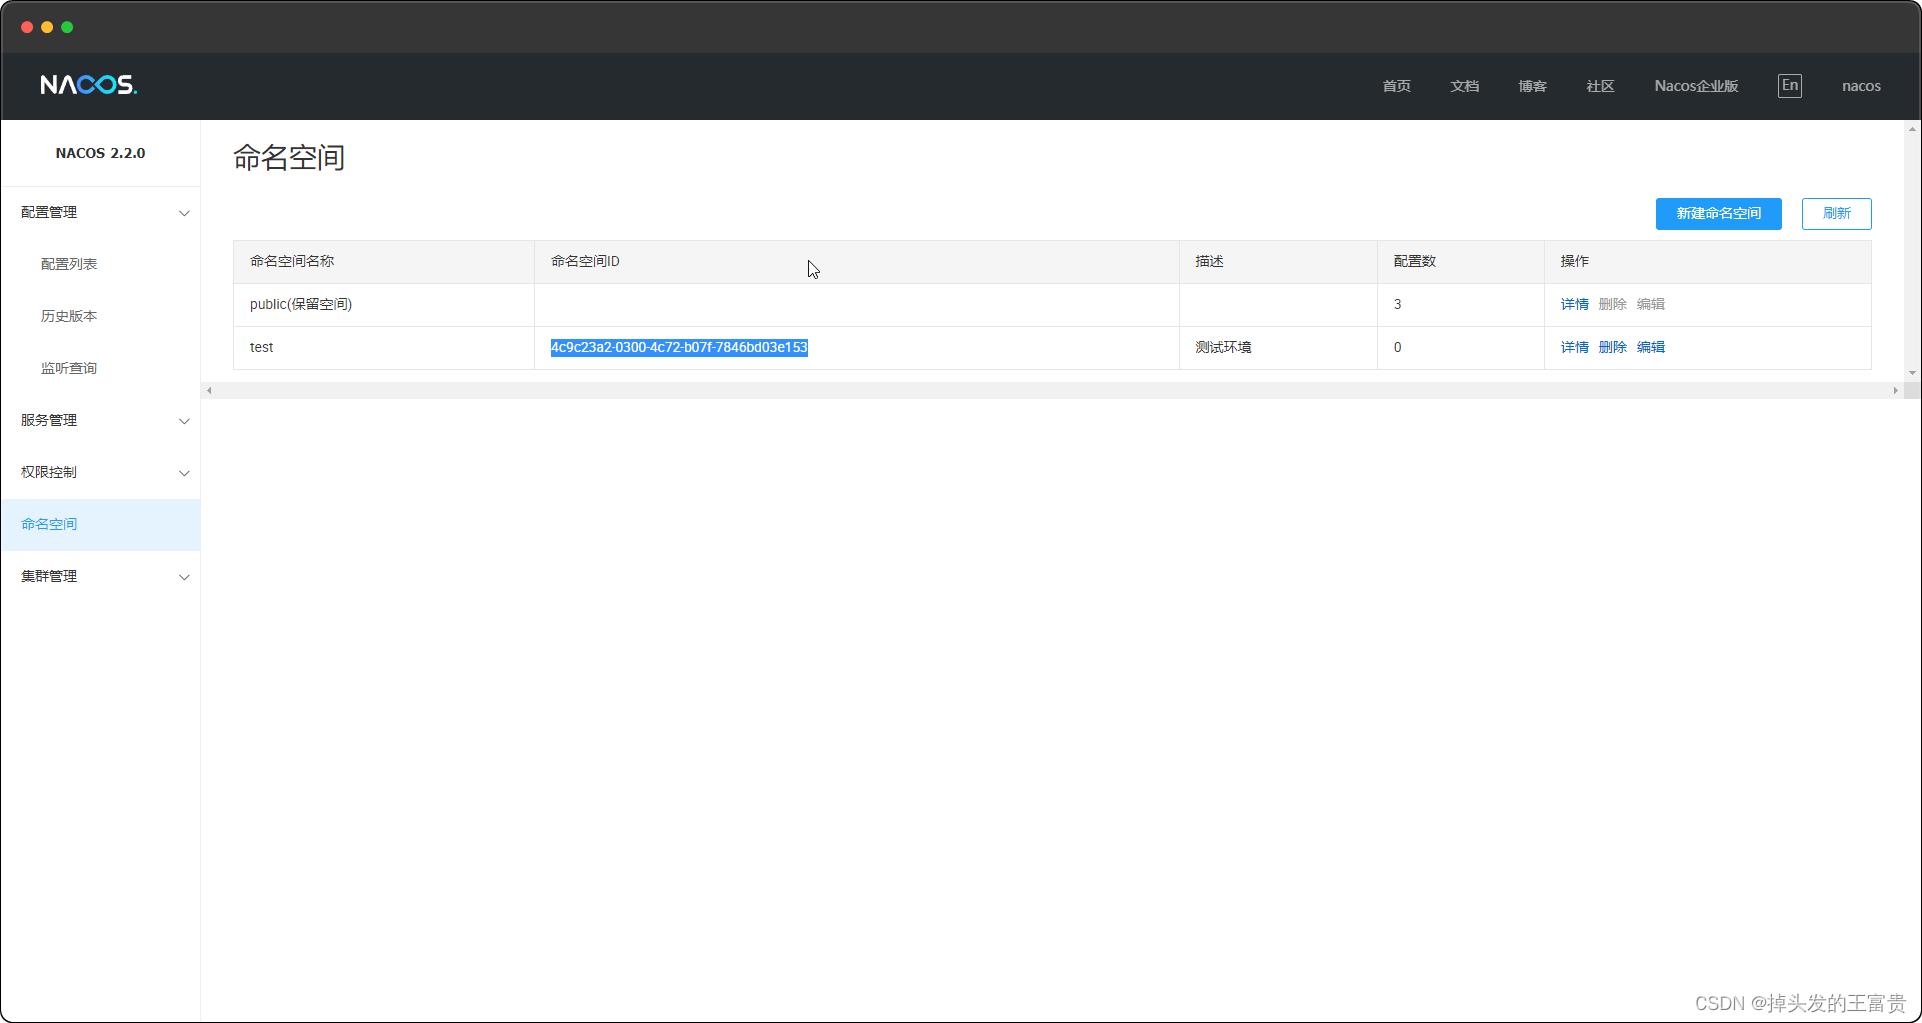 NACOS.
首页 文档 博客 社区 Nacos企业版 En nacos
NACOS 2.2.0
配置管理
配置列表
历史版本
监听查询
服务管理
权限控制
命名空间
集群管理
命名空间
新建命名空间 刷新
命名空间名称 命名空间ID 描述 配置数 操作
public(保留空间) 3 详情 删除 编辑
test 4c9c23a2-0300-4c72-b07f-7846bd03e153 测试环境 0 详情 删除 编辑
CSDN @掉头发的王富贵